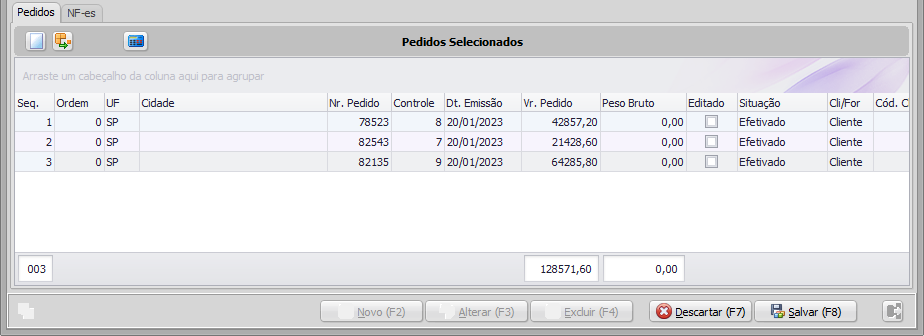 Pedidos NF-es
Pedidos Selecionados
Arraste um cabeçalho da coluna aqui para agrupar
Seq. Ordem UF Cidade Nr. Pedido Controle Dt. Emissão Vr. Pedido Peso Bruto Editado Situação Cli/For Cód. C
1 0 SP 78523 8 20/01/2023 42857,20 0,00 Efetivado Cliente
2 0 SP 82543 7 20/01/2023 21428,60 0,00 Efetivado Cliente
3 0 SP 82135 9 20/01/2023 64285,80 0,00 Efetivado Cliente
003 128571,60 0,00
Novo (F2) Alterar (F3) Excluir (F4) Descartar (F7) Salvar (F8)